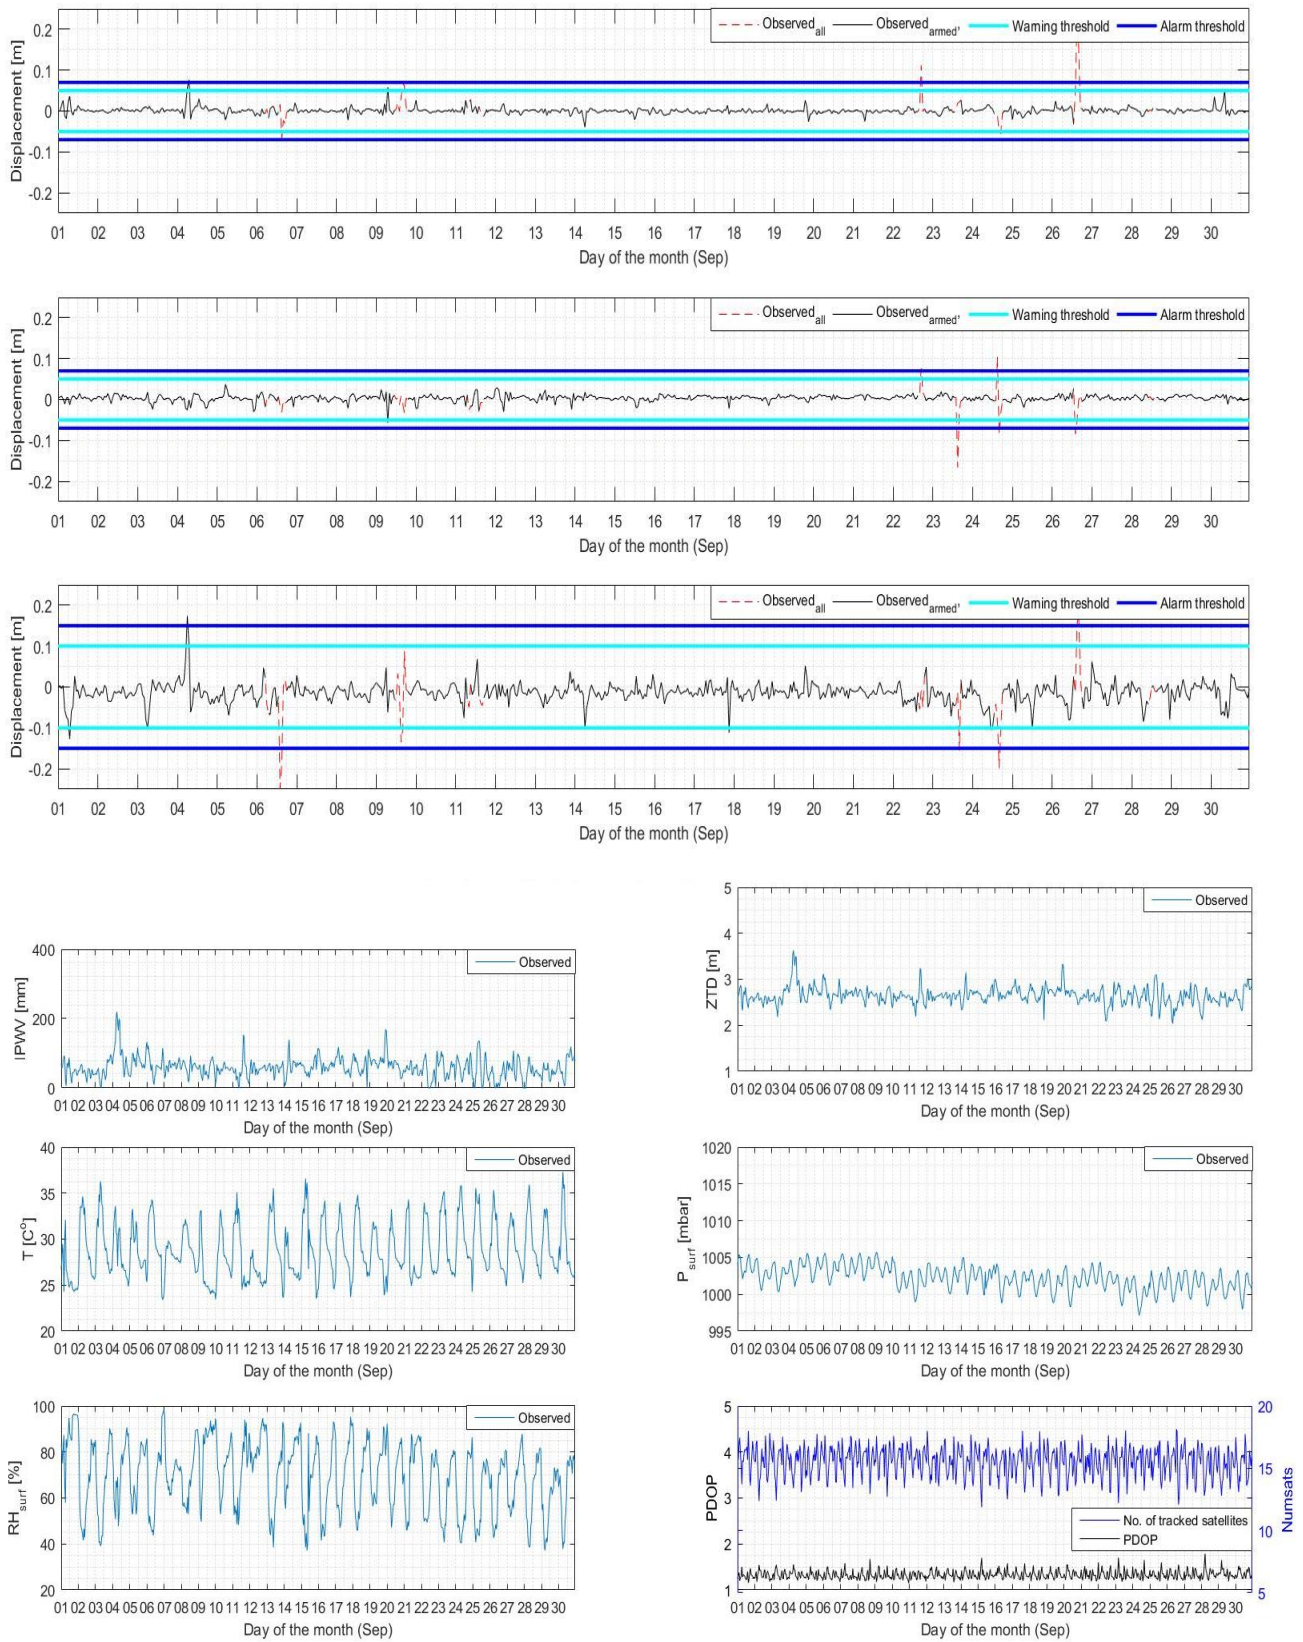 Observed all Observed armed, Warning threshold Alarm threshold
0.2
0.1
0
-0.1
-0.2
Displacement [m]
01 02 03 04 05 06 07 08 09 10 11 12 13 14 15 16 17 18 19 20 21 22 23 24 25 26 27 28 29 30
Day of the month (Sep)
Observed all Observed armed, Warning threshold Alarm threshold
0.2
0.1
0
-0.1
-0.2
Displacement [m]
01 02 03 04 05 06 07 09 10 11 12 13 14 15 16 17 18 19 20 21 22 23 24 25 26 27 28 29 30
Day of the month (Sep)
Observed all Observed armed, Warning threshold Alarm threshold
0.2
0.1
0
-0.1
-0.2
Displacement [m]
01 02 03 04 05 06 07 08 09 10 11 12 13 14 15 16 17 18 19 20 21 22 23 24 25 26 27 28 29 30
Day of the month (Sep)
Observed
400
200
0
IPWV [mm]
01 02 03 04 05 06 07 08 09 10 11 12 13 14 15 16 17 18 19 20 21 22 23 24 25 26 27 28 29 30
Day of the month (Sep)
Observed
5
4
3
2
1
ZTD [m]
01 02 03 04 05 06 07 08 09 10 11 12 13 14 15 16 17 18 19 20 21 22 23 24 25 26 27 28 29 30
Day of the month (Sep)
Observed
40
35
30
25
20
T [C°]
01 02 03 04 05 06 07 08 09 10 11 12 13 14 15 16 17 18 19 20 21 22 23 24 25 26 27 28 29 30
Day of the month (Sep)
Observed
1020
1015
1010
1005
1000
995
P surf [mbar]
01 02 03 04 05 06 07 08 09 10 11 12 13 14 15 16 17 18 19 20 21 22 23 24 25 26 27 28 29 30
Day of the month (Sep)
Observed
100
80
60
40
20
RH surf [%]
01 02 03 04 05 06 07 08 09 10 11 12 13 14 15 16 17 18 19 20 21 22 23 24 25 26 27 28 29 30
Day of the month (Sep)
5
4
3
2
1
PDOP
20
15
10
5
Numsats
No. of tracked satellites
PDOP
01 02 03 04 05 06 07 08 09 10 11 12 13 14 15 16 17 18 19 20 21 22 23 24 25 26 27 28 29 30
Day of the month (Sep)